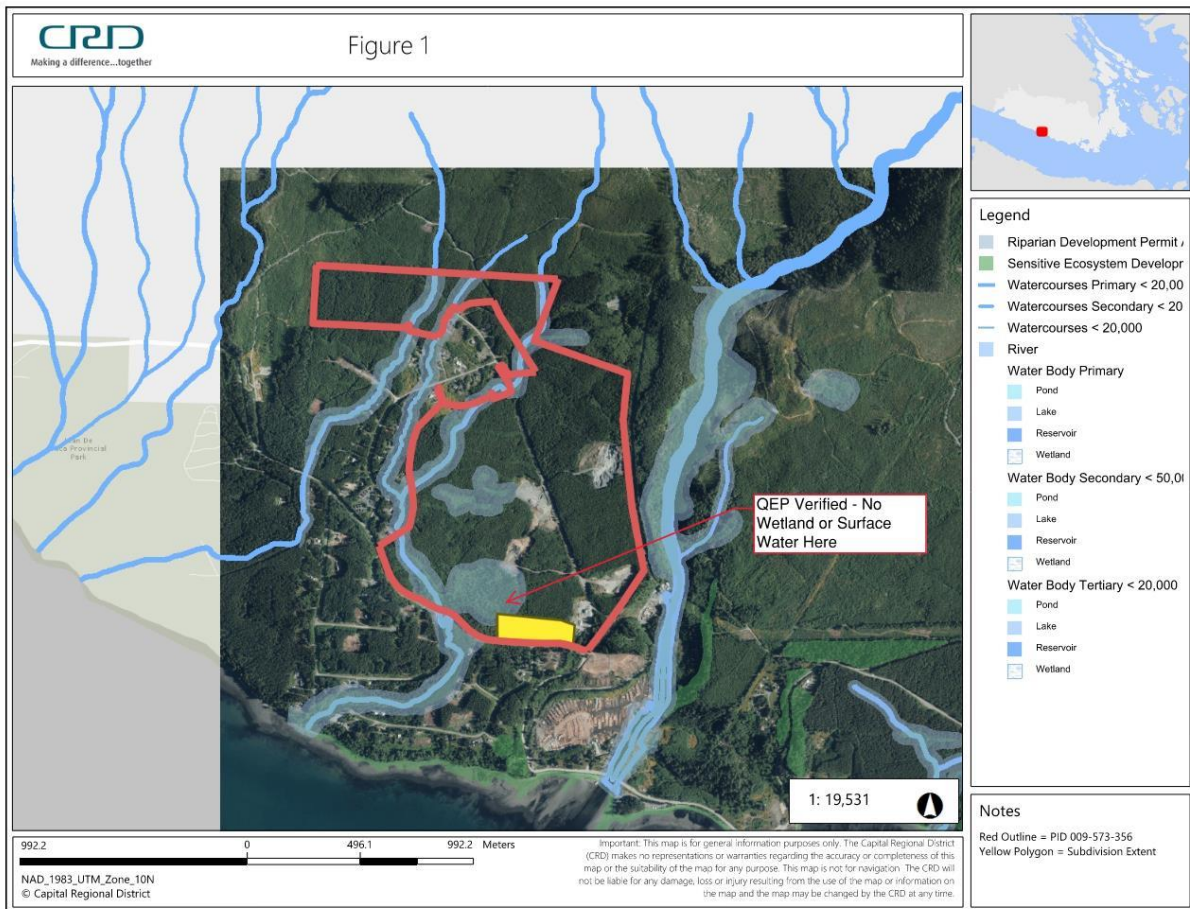 CRD
Making a difference...together
Figure 1
QEP Verified - No
Wetland or Surface
Water Here
Provincial
Park
1: 19,531
Legend
Riparian Development Permit
Sensitive Ecosystem Developr
Watercourses Primary < 20,00
Watercourses Secondary < 20
Watercourses < 20,000
River
Water Body Primary
Pond
Lake
Reservoir
Wetland
Water Body Secondary < 50,0
Pond
Lake
Reservoir
Wetland
Water Body Tertiary < 20,000
Pond
Lake
Reservoir
Wetland
Notes
Red Outline = PID 009-573-356
Yellow Polygon = Subdivision Extent
992.2 0 496.1 992.2 Meters
NAD_1983_UTM_Zone_10N
© Capital Regional District
Important: This map is for general information purposes only. The Capital Regional District
(CRD) makes no representations or warranties regarding the accuracy or completeness of this
map or the suitability of the map for any purpose. This map is not for navigation. The CRD will
not be liable for any damage, loss or injury resulting from the use of the map or information on
the map and the map may be changed by the CRD at any time.